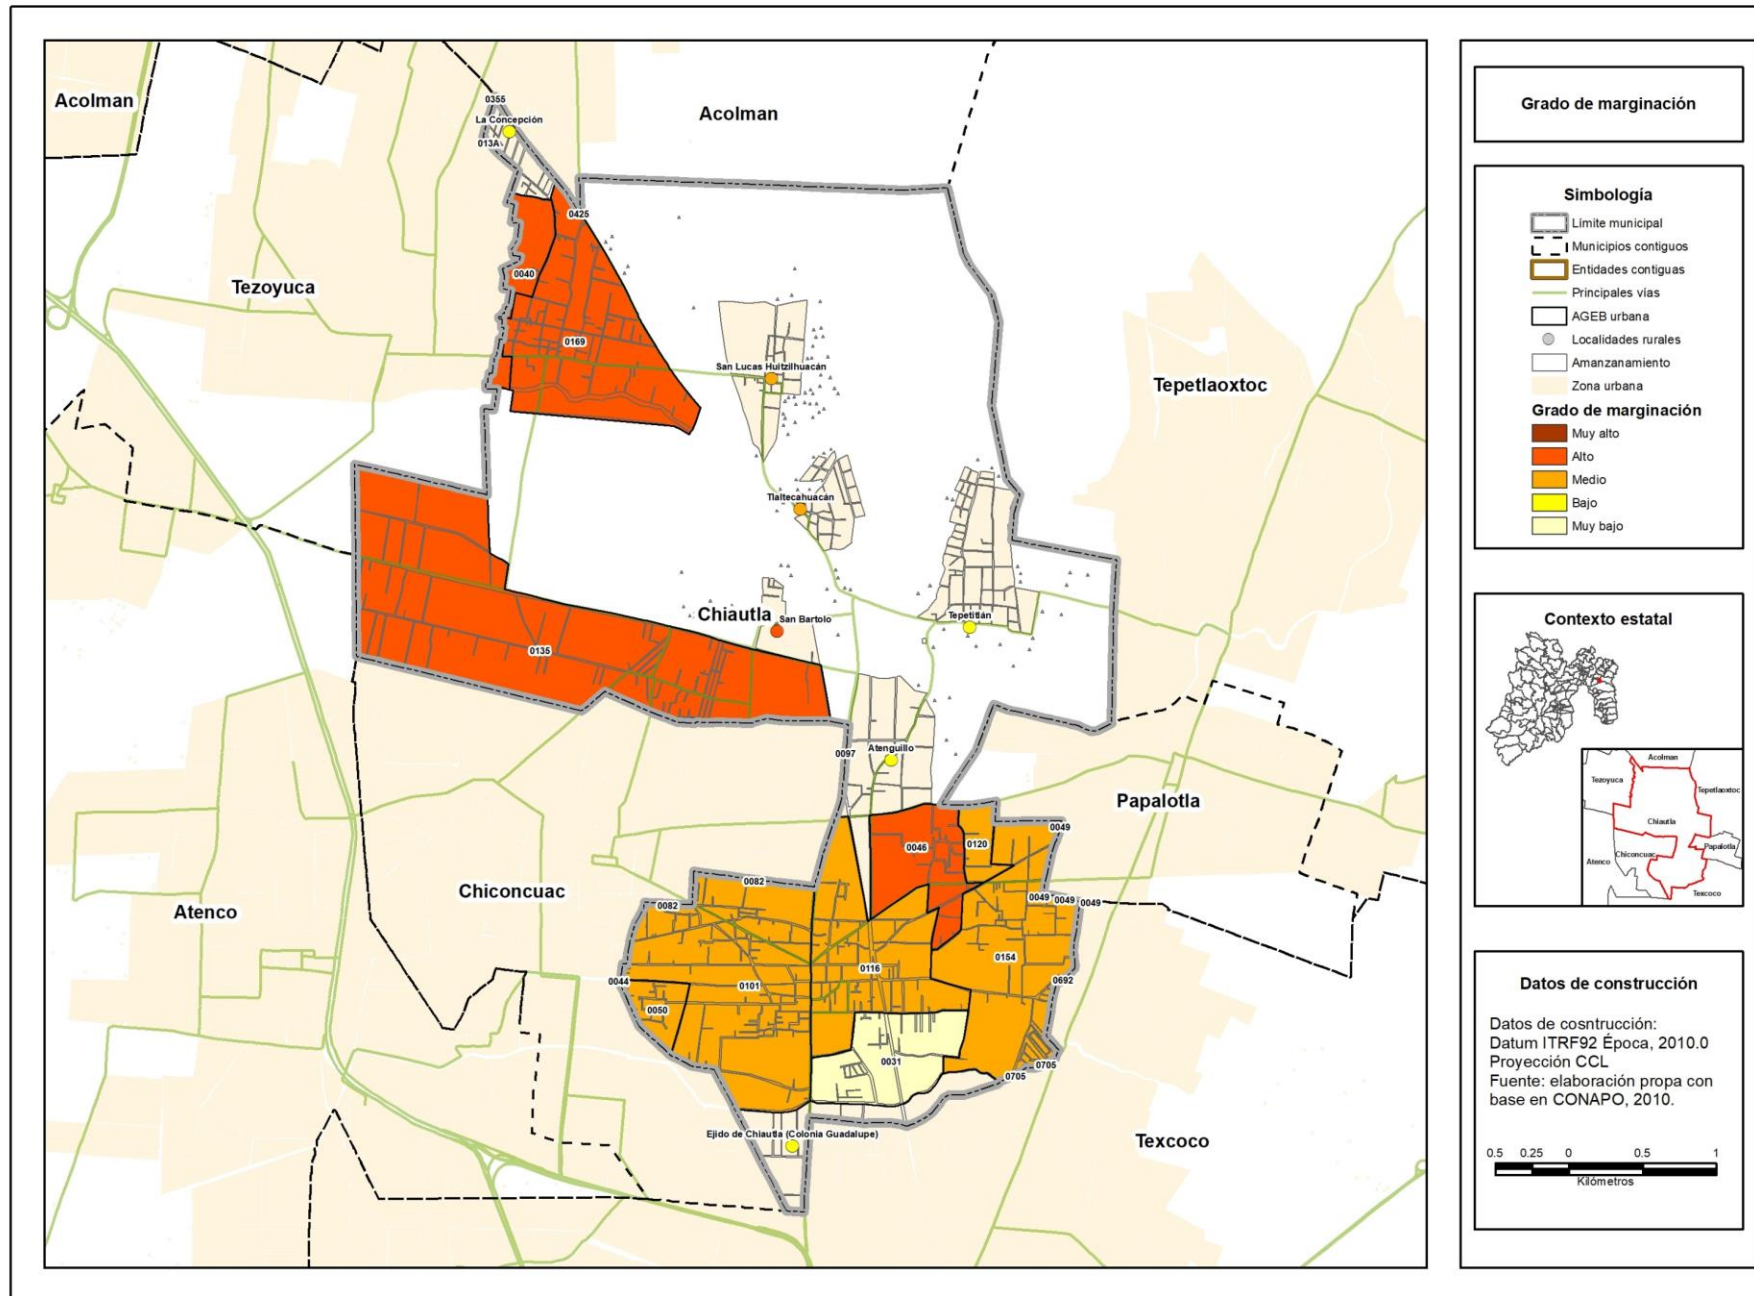 Acolman
Acolman
0355
La Concepción
013A
0425
0040
Tezoyuca
0169
San Lucas Huitzilhuacán
Tepetlaoxtoc
Tlaltecahuacán
Chiautla
San Bartolo
Tepetitlán
0135
0097
Atenguillo
Papalotla
0046
0120
0049
0082
Chiconcuac
0082
0049
0049
0049
Atenco
0154
0116
0044
0101
0692
0050
0031
0705
0705
Ejido de Chiautla (Colonia Guadalupe)
Texcoco
Grado de marginación
Simbología
Límite municipal
Municipios contiguos
Entidades contiguas
Principales vías
AGEB urbana
Localidades rurales
Amanzanamiento
Zona urbana
Grado de marginación
Muy alto
Alto
Medio
Bajo
Muy bajo
Contexto estatal
Acolman
Tezoyuca
Tepetlaoxtoc
Chiautla
Papalotla
Chiconcuac
Atenco
Texcoco
Datos de construcción
Datos de cosntrucción:
Datum ITRF92 Época, 2010.0
Proyección CCL
Fuente: elaboración propa con
base en CONAPO, 2010.
0.5 0.25 0 0.5 1
Kilómetros